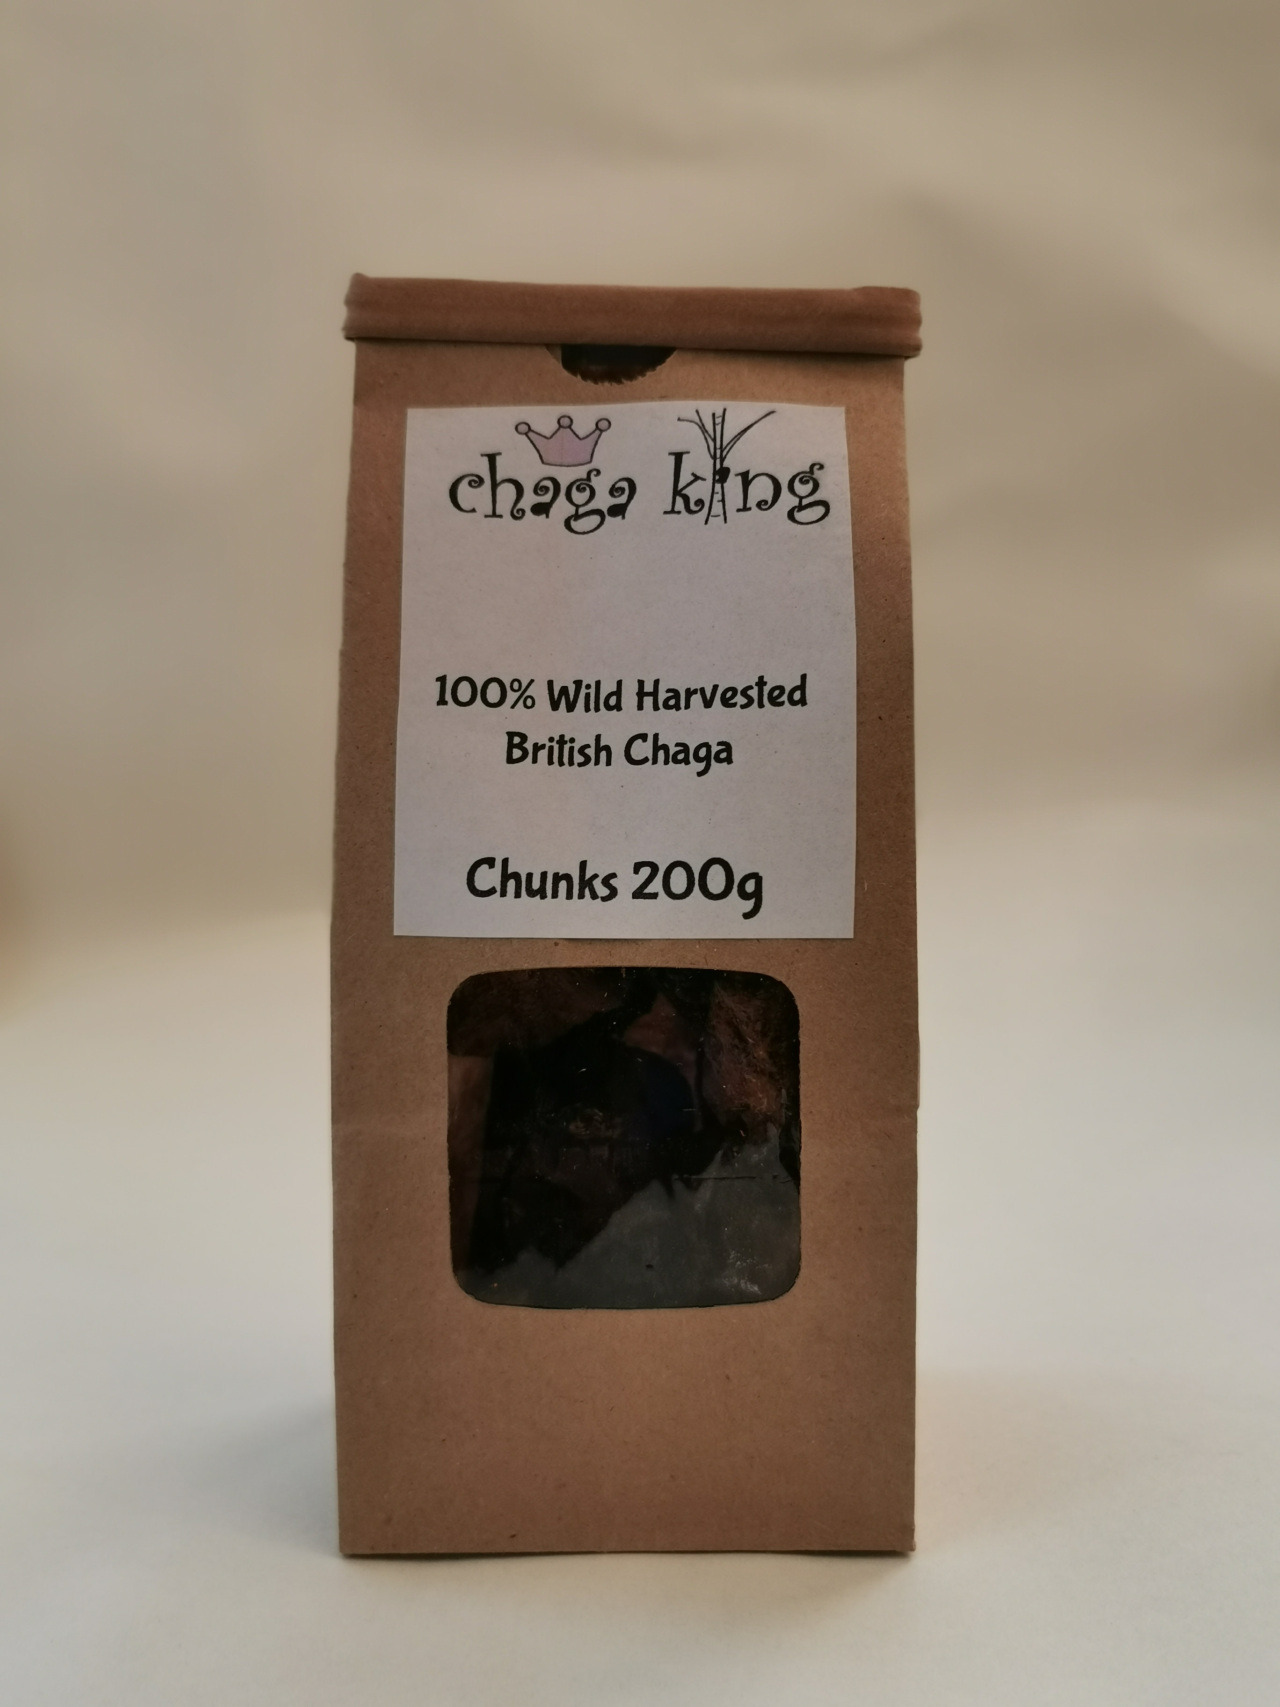 chaga king
100% Wild Harvested
British Chaga
Chunks 200g